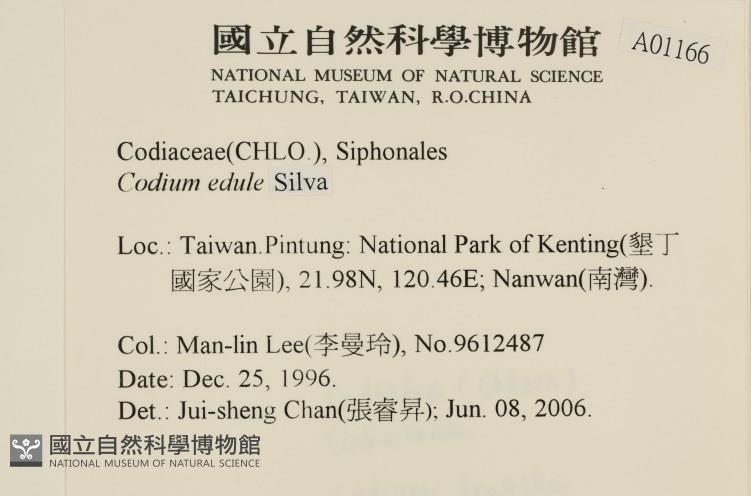 國立自然科學博物館
A01166
NATIONAL MUSEUM OF NATURAL SCIENCE
TAICHUNG, TAIWAN, R.O.CHINA
Codiaceae(CHLO.), Siphonales
Codium edule Silva
Loc.: Taiwan.Pintung: National Park of Kenting(墾丁
國家公園), 21.98N, 120.46E; Nanwan(南灣).
Col.: Man-lin Lee(李曼玲), No.9612487
Date: Dec. 25, 1996.
Det.: Jui-sheng Chan(張睿昇); Jun. 08, 2006.
國立自然科學博物館
NATIONAL MUSEUM OF NATURAL SCIENCE